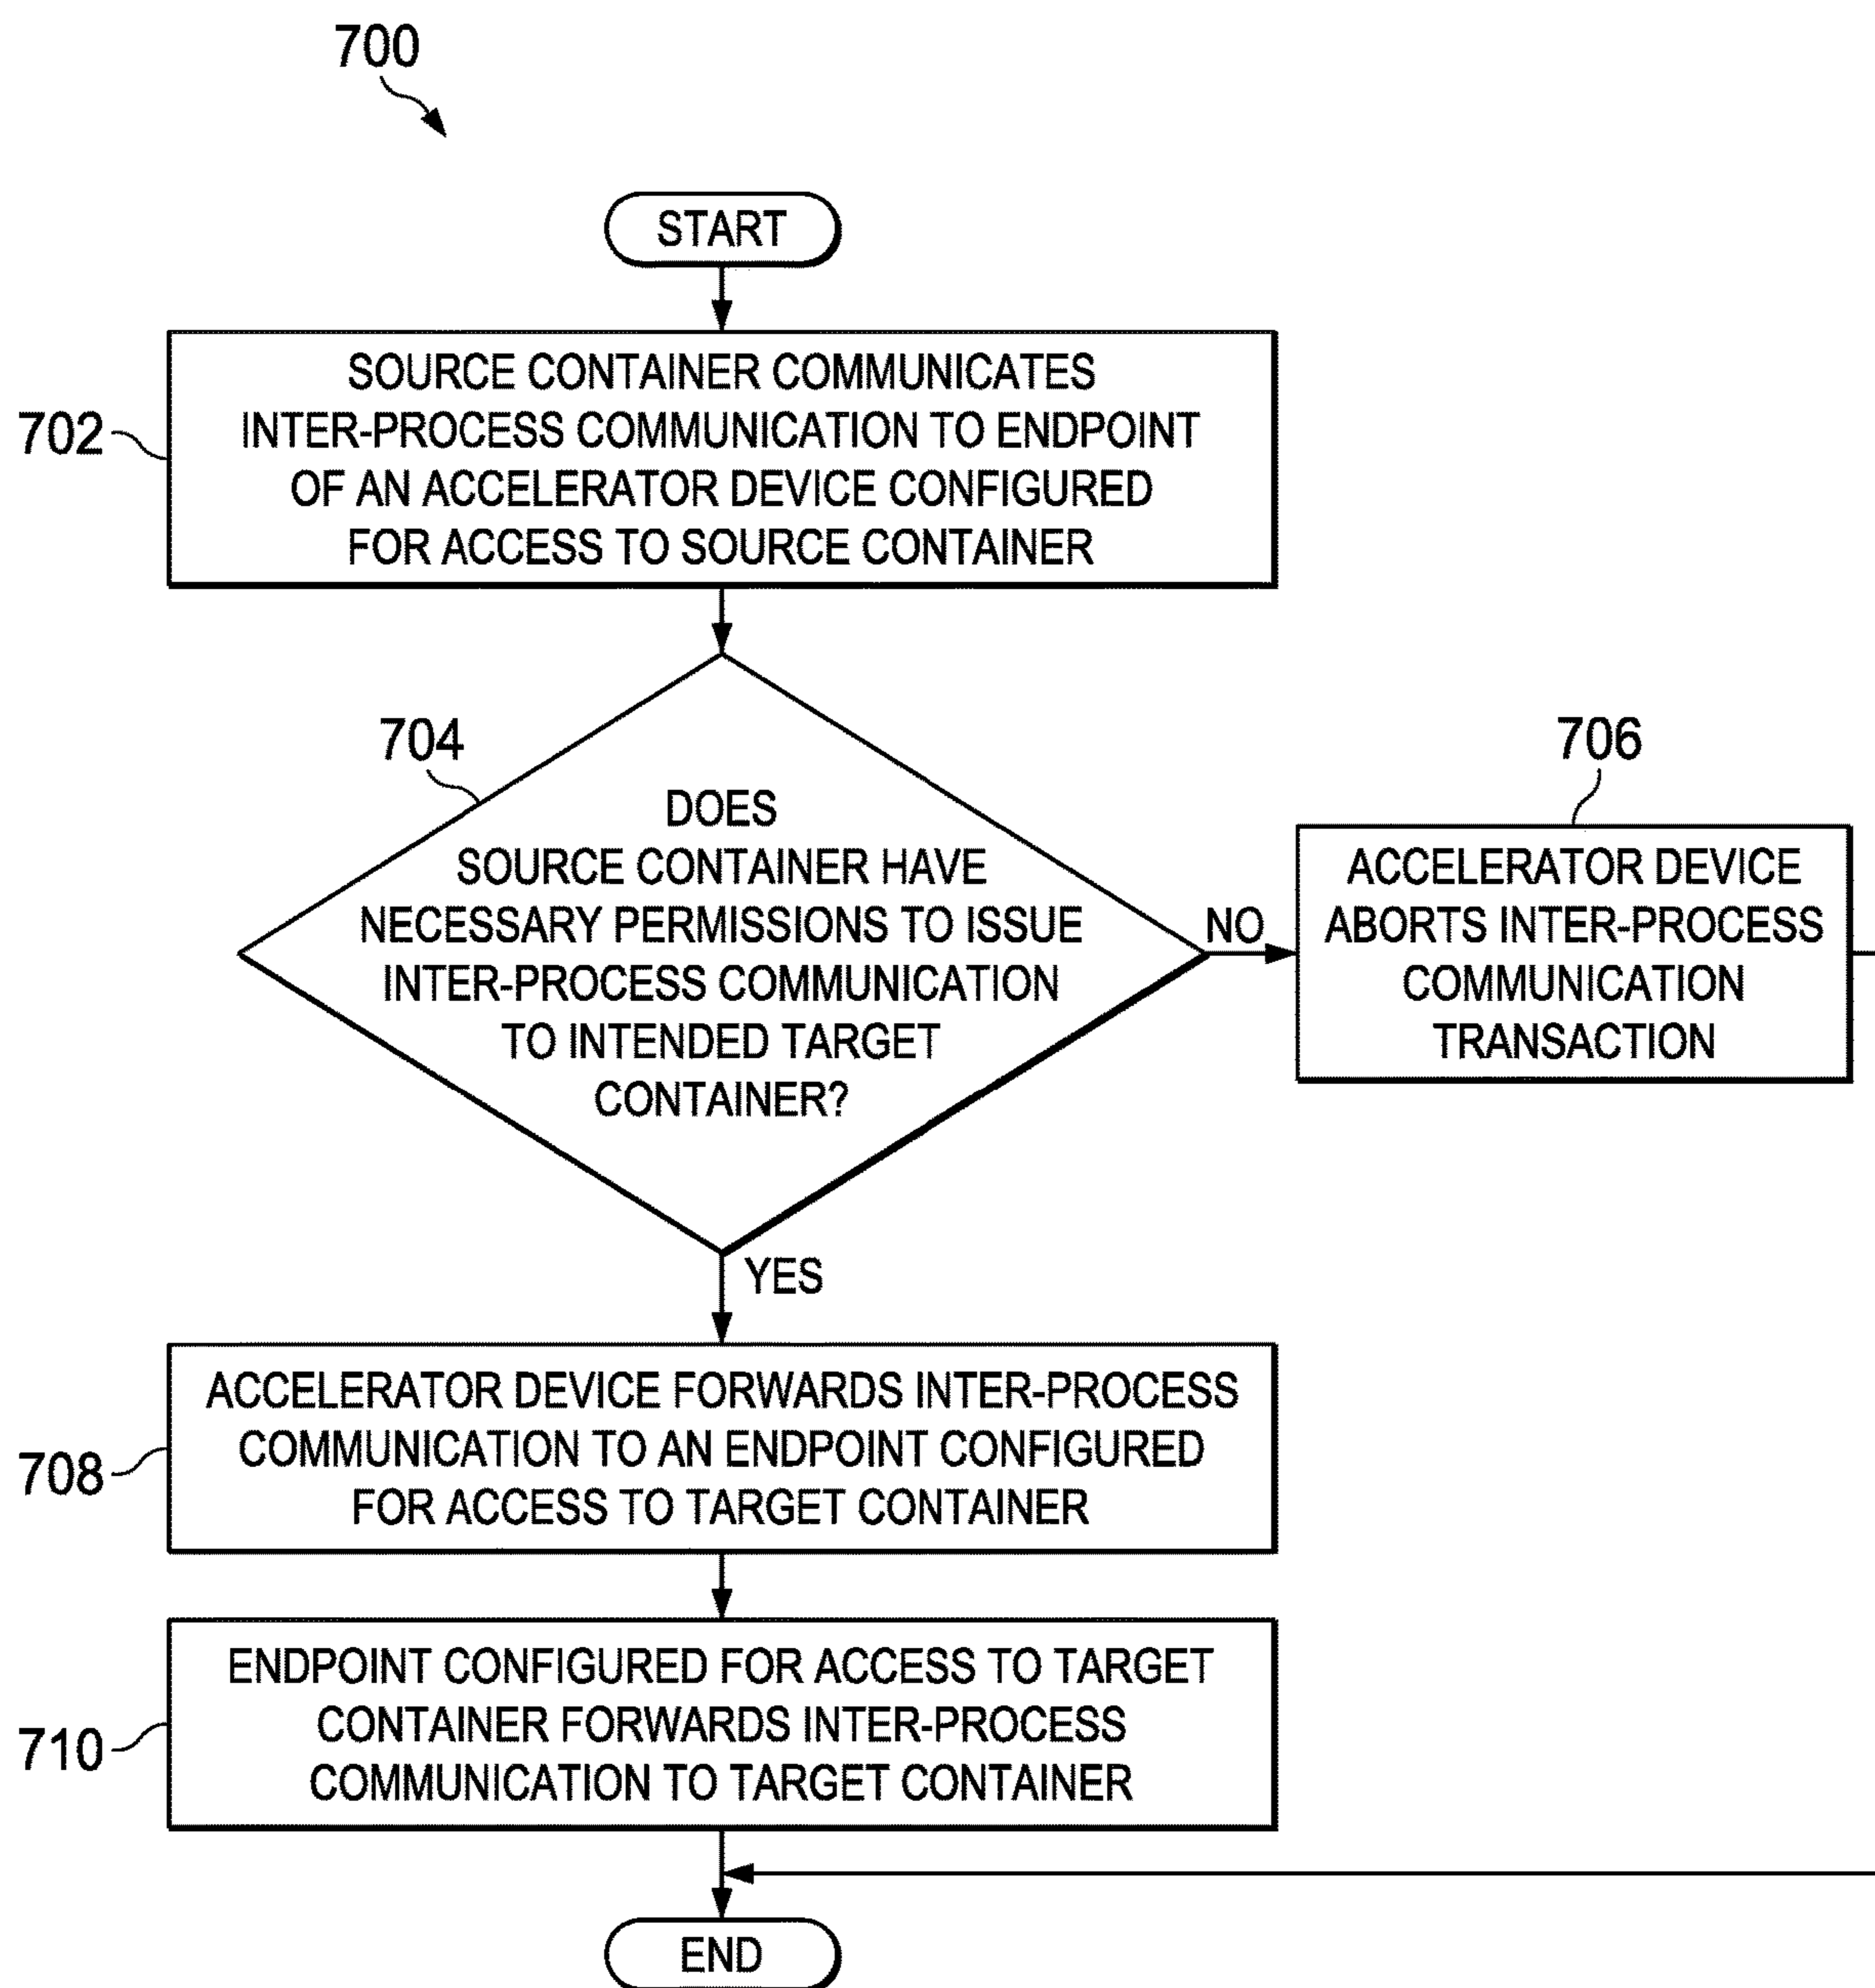 700
START
702
SOURCE CONTAINER COMMUNICATES
INTER-PROCESS COMMUNICATION TO ENDPOINT
OF AN ACCELERATOR DEVICE CONFIGURED
FOR ACCESS TO SOURCE CONTAINER
704
DOES
SOURCE CONTAINER HAVE
NECESSARY PERMISSIONS TO ISSUE
INTER-PROCESS COMMUNICATION
TO INTENDED TARGET
CONTAINER?
NO
706
ACCELERATOR DEVICE
ABORTS INTER-PROCESS
COMMUNICATION
TRANSACTION
YES
708
ACCELERATOR DEVICE FORWARDS INTER-PROCESS
COMMUNICATION TO AN ENDPOINT CONFIGURED
FOR ACCESS TO TARGET CONTAINER
710
ENDPOINT CONFIGURED FOR ACCESS TO TARGET
CONTAINER FORWARDS INTER-PROCESS
COMMUNICATION TO TARGET CONTAINER
END